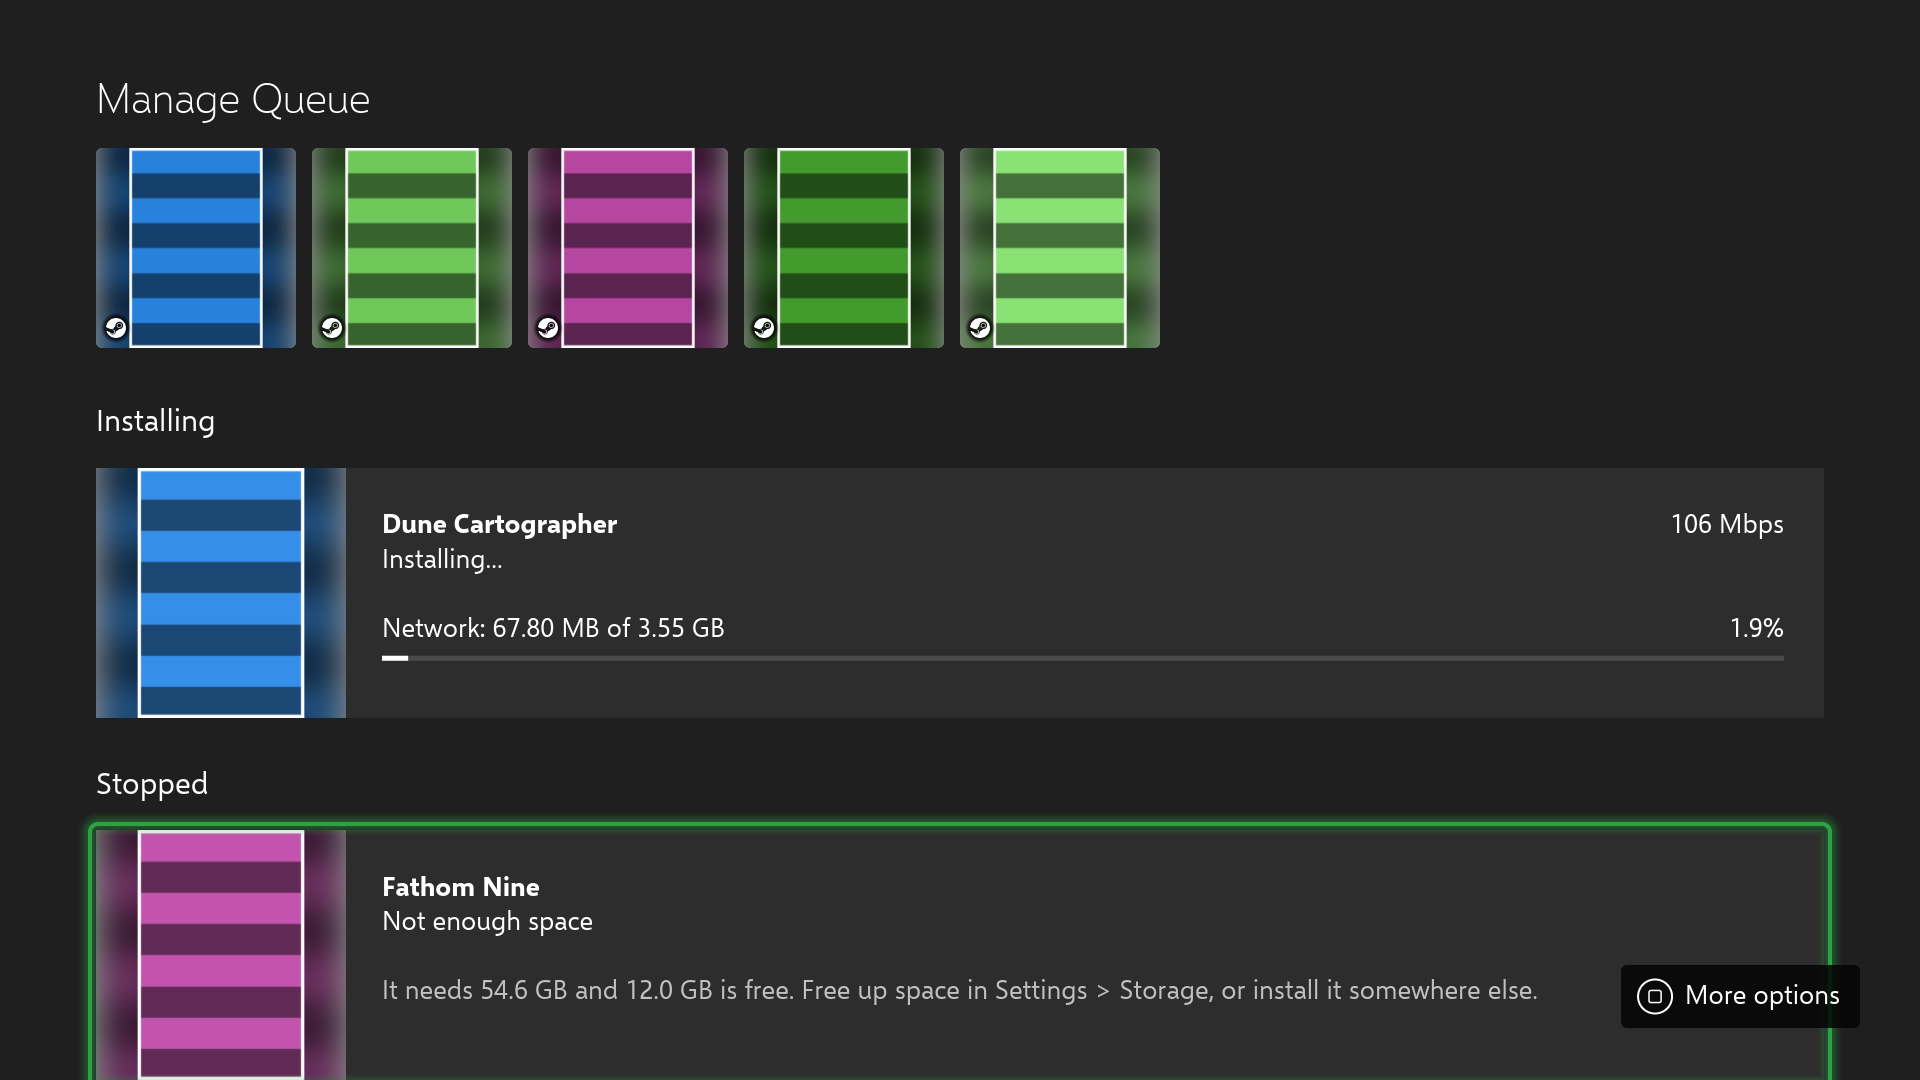 Manage Queue
Installing
Dune Cartographer
106 Mbps
Installing...
Network: 67.80 MB of 3.55 GB
1.9%
Stopped
Fathom Nine
Not enough space
It needs 54.6 GB and 12.0 GB is free. Free up space in Settings > Storage, or install it somewhere else.
More options